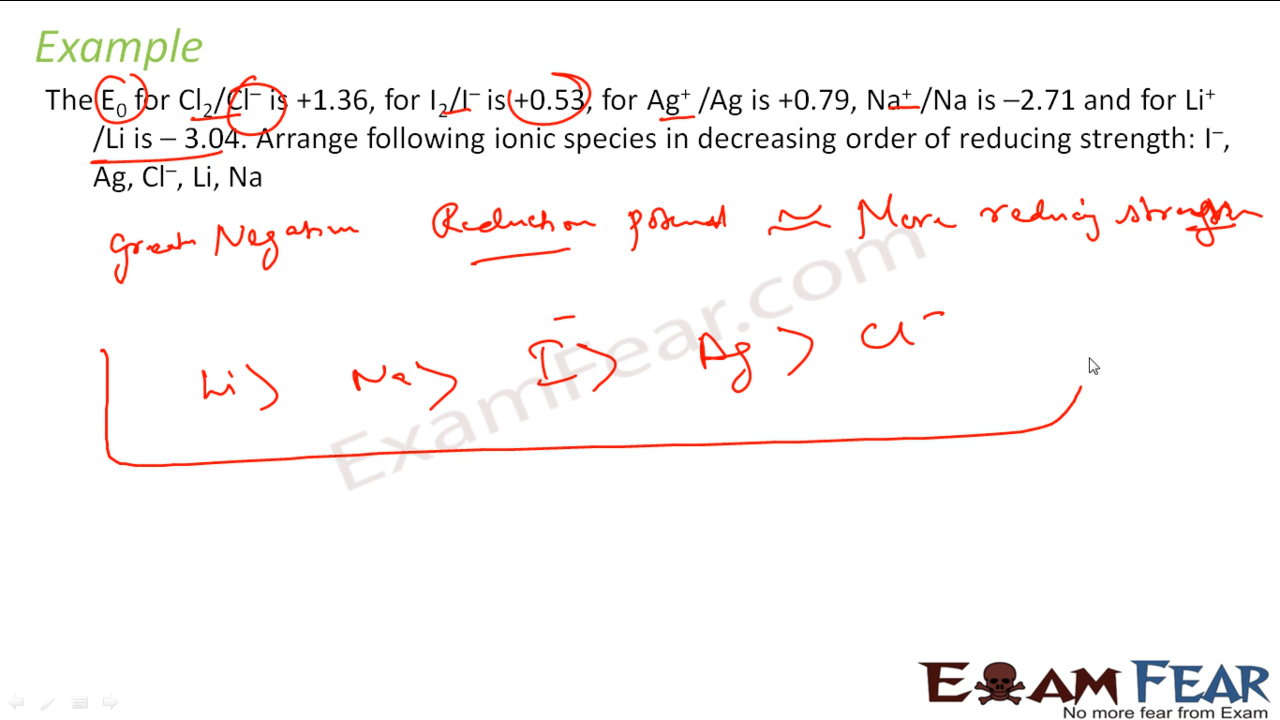 Example
The E₀ for Cl₂/Cl⁻ is +1.36, for I₂/I⁻ is +0.53, for Ag⁺ /Ag is +0.79, Na⁺ /Na is –2.71 and for Li⁺
/Li is – 3.04. Arrange following ionic species in decreasing order of reducing strength: I⁻,
Ag, Cl⁻, Li, Na
Negative Reduction ≃ More reducing strength
Li > Na > I⁻ > Ag > Cl⁻
ExamFear.com
EXAM FEAR
No more fear from Exam